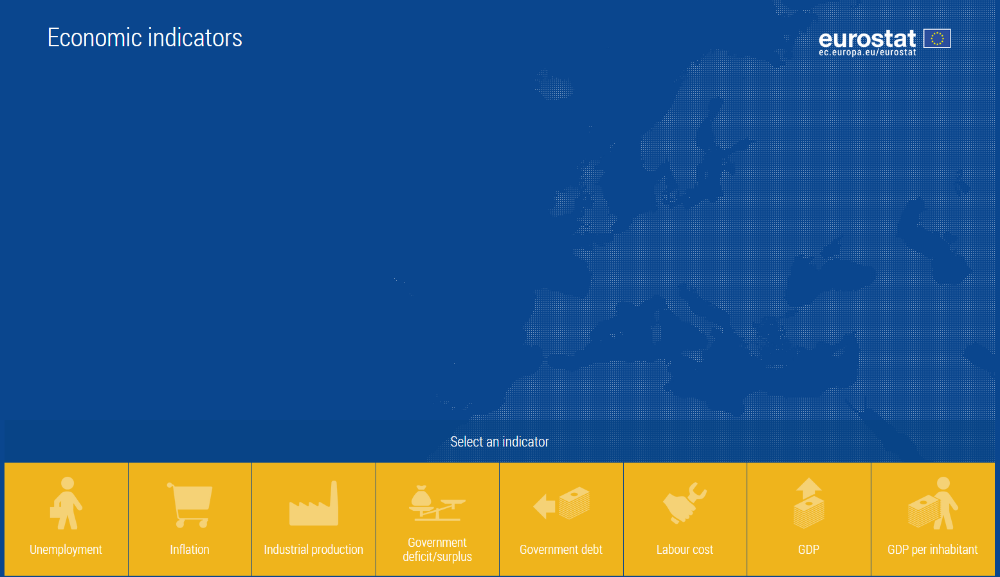 Economic indicators
eurostat
ec.europa.eu/eurostat
Select an indicator
Unemployment
Inflation
Industrial production
Government
deficit/surplus
Government debt
Labour cost
GDP
GDP per inhabitant